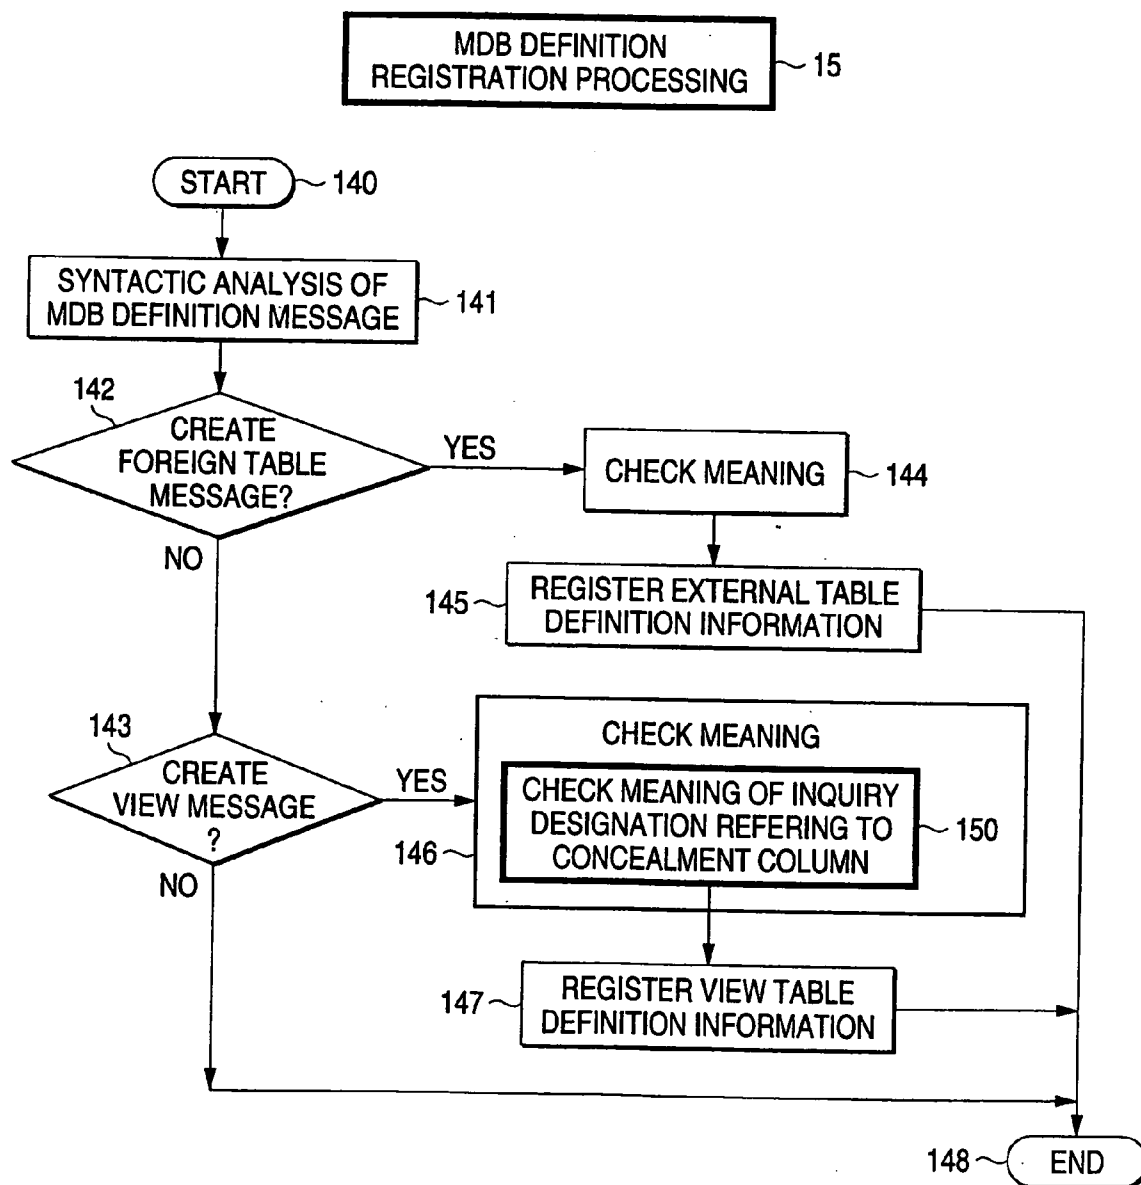 MDB DEFINITION
REGISTRATION PROCESSING
15
START
140
SYNTACTIC ANALYSIS OF
MDB DEFINITION MESSAGE
141
142
CREATE
FOREIGN TABLE
MESSAGE?
YES
NO
CHECK MEANING
144
145
REGISTER EXTERNAL TABLE
DEFINITION INFORMATION
143
CREATE
VIEW MESSAGE
?
YES
NO
CHECK MEANING
146
CHECK MEANING OF INQUIRY
DESIGNATION REFERING TO
CONCEALMENT COLUMN
150
147
REGISTER VIEW TABLE
DEFINITION INFORMATION
148
END